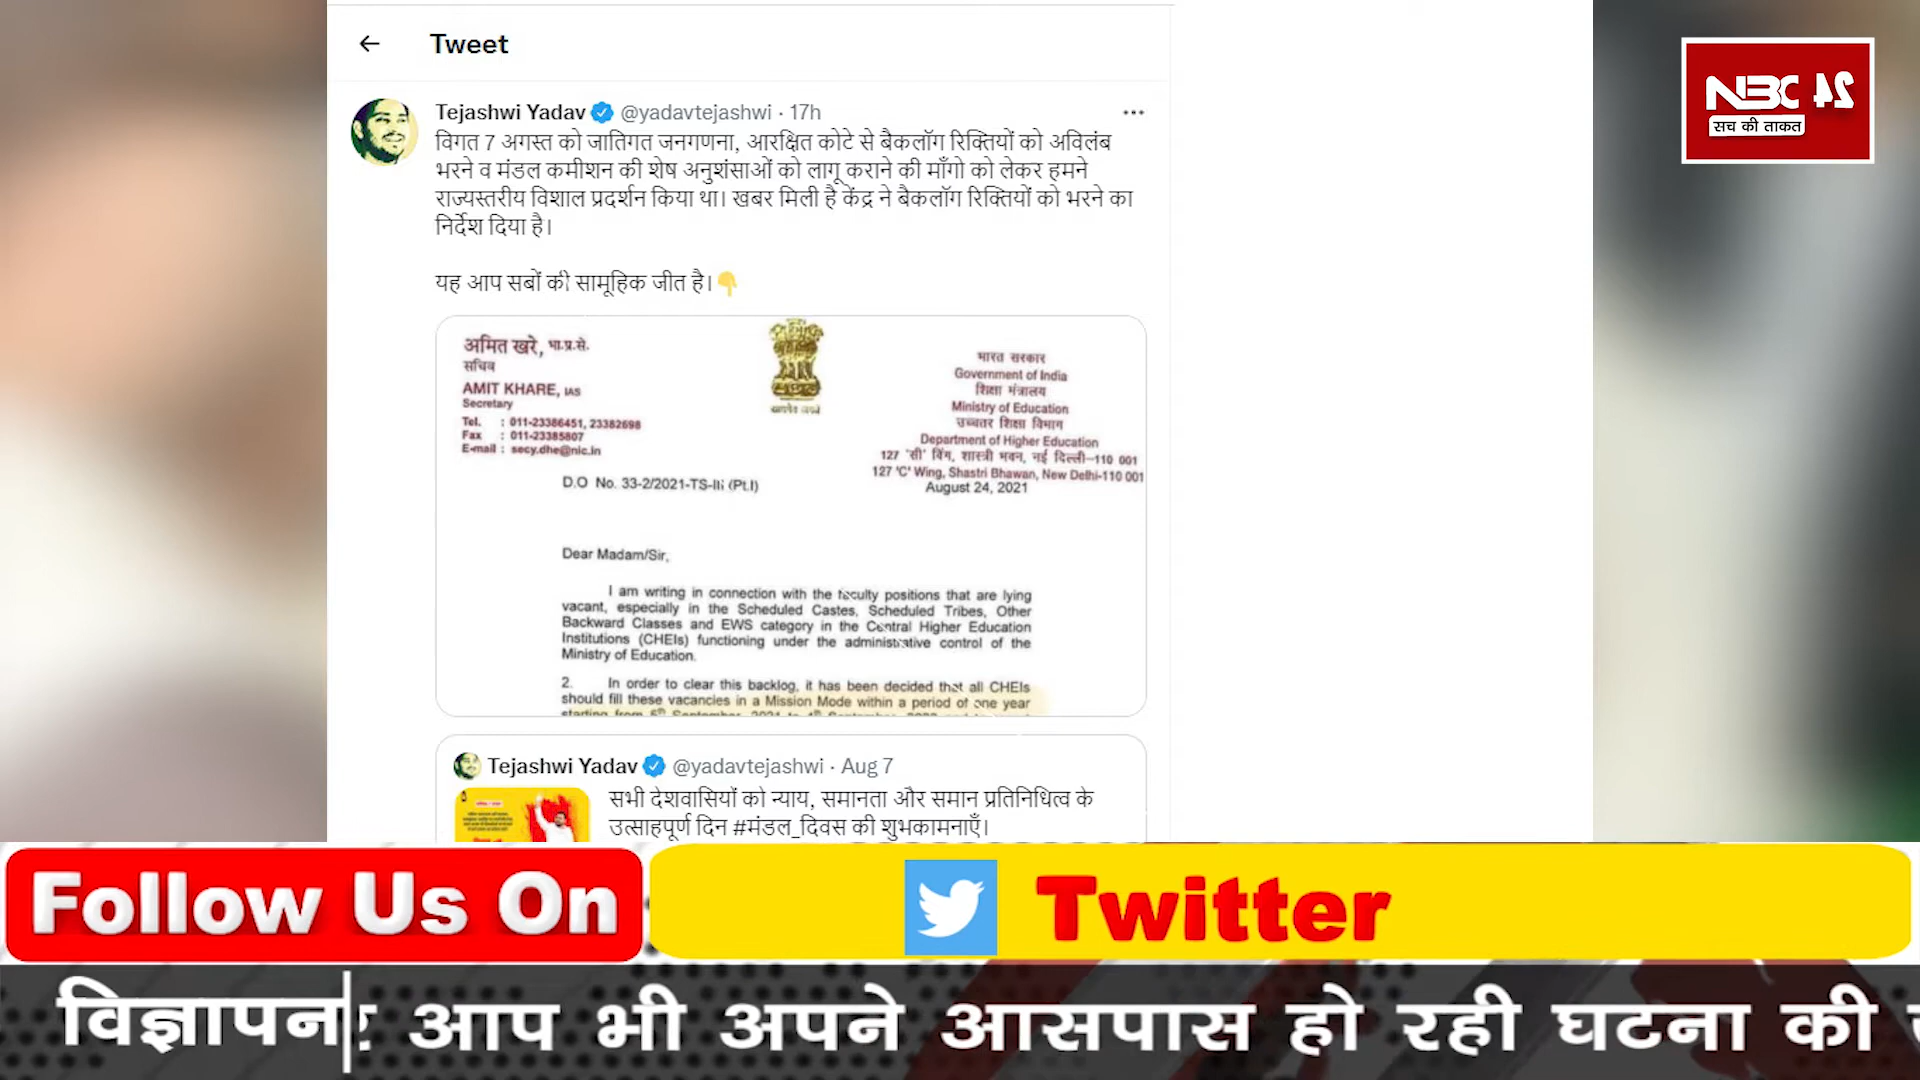 Tweet
NBC 24
सच की ताकत
Tejashwi Yadav @yadavtejashwi · 17h
विगत 7 अगस्त को जातिगत जनगणना, आरक्षित कोटे से बैकलॉग रिक्तियों को अविलंब
भरने व मंडल कमीशन की शेष अनुशंसाओं को लागू कराने की माँगो को लेकर हमने
राज्यस्तरीय विशाल प्रदर्शन किया था। खबर मिली है केंद्र ने बैकलॉग रिक्तियों को भरने का
निर्देश दिया है।
यह आप सबों की सामूहिक जीत है।👇
अमित खरे, भा.प्र.से.
सचिव
AMIT KHARE, IAS
Secretary
Tel. : 011-23386451, 23382698
Fax : 011-23385807
E-mail : secy.dhe@nic.in
भारत सरकार
Government of India
शिक्षा मंत्रालय
Ministry of Education
उच्चतर शिक्षा विभाग
Department of Higher Education
127 'सी' विंग, शास्त्री भवन, नई दिल्ली-110 001
127 'C' Wing, Shastri Bhawan, New Delhi-110 001
D.O No. 33-2/2021-TS-III (Pt.I)
August 24, 2021
Dear Madam/Sir,
I am writing in connection with the faculty positions that are lying
vacant, especially in the Scheduled Castes, Scheduled Tribes, Other
Backward Classes and EWS category in the Central Higher Education
Institutions (CHEIs) functioning under the administrative control of the
Ministry of Education.
2. In order to clear this backlog, it has been decided that all CHEIs
should fill these vacancies in a Mission Mode within a period of one year
starting from 5th September, 2021 to 4th September, 2022
Tejashwi Yadav @yadavtejashwi · Aug 7
सभी देशवासियों को न्याय, समानता और समान प्रतिनिधित्व के
उत्साहपूर्ण दिन #मंडल_दिवस की शुभकामनाएँ।
Follow Us On
Twitter
विज्ञापन
आप भी अपने आसपास हो रही घटना की